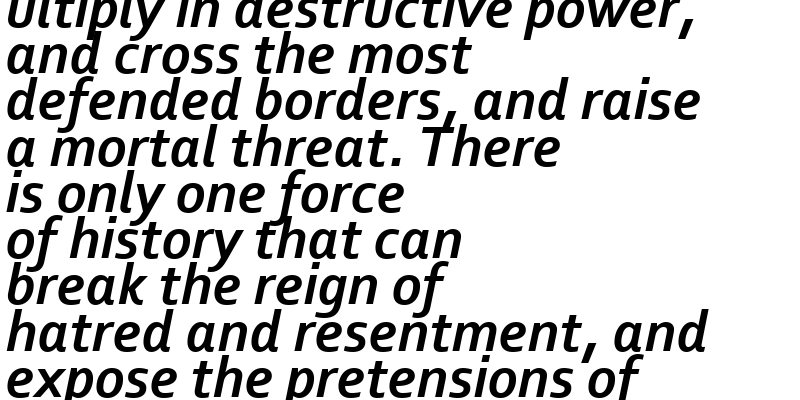 ultiply in destructive power,
and cross the most
defended borders, and raise
a mortal threat. There
is only one force
of history that can
break the reign of
hatred and resentment, and
expose the pretensions of